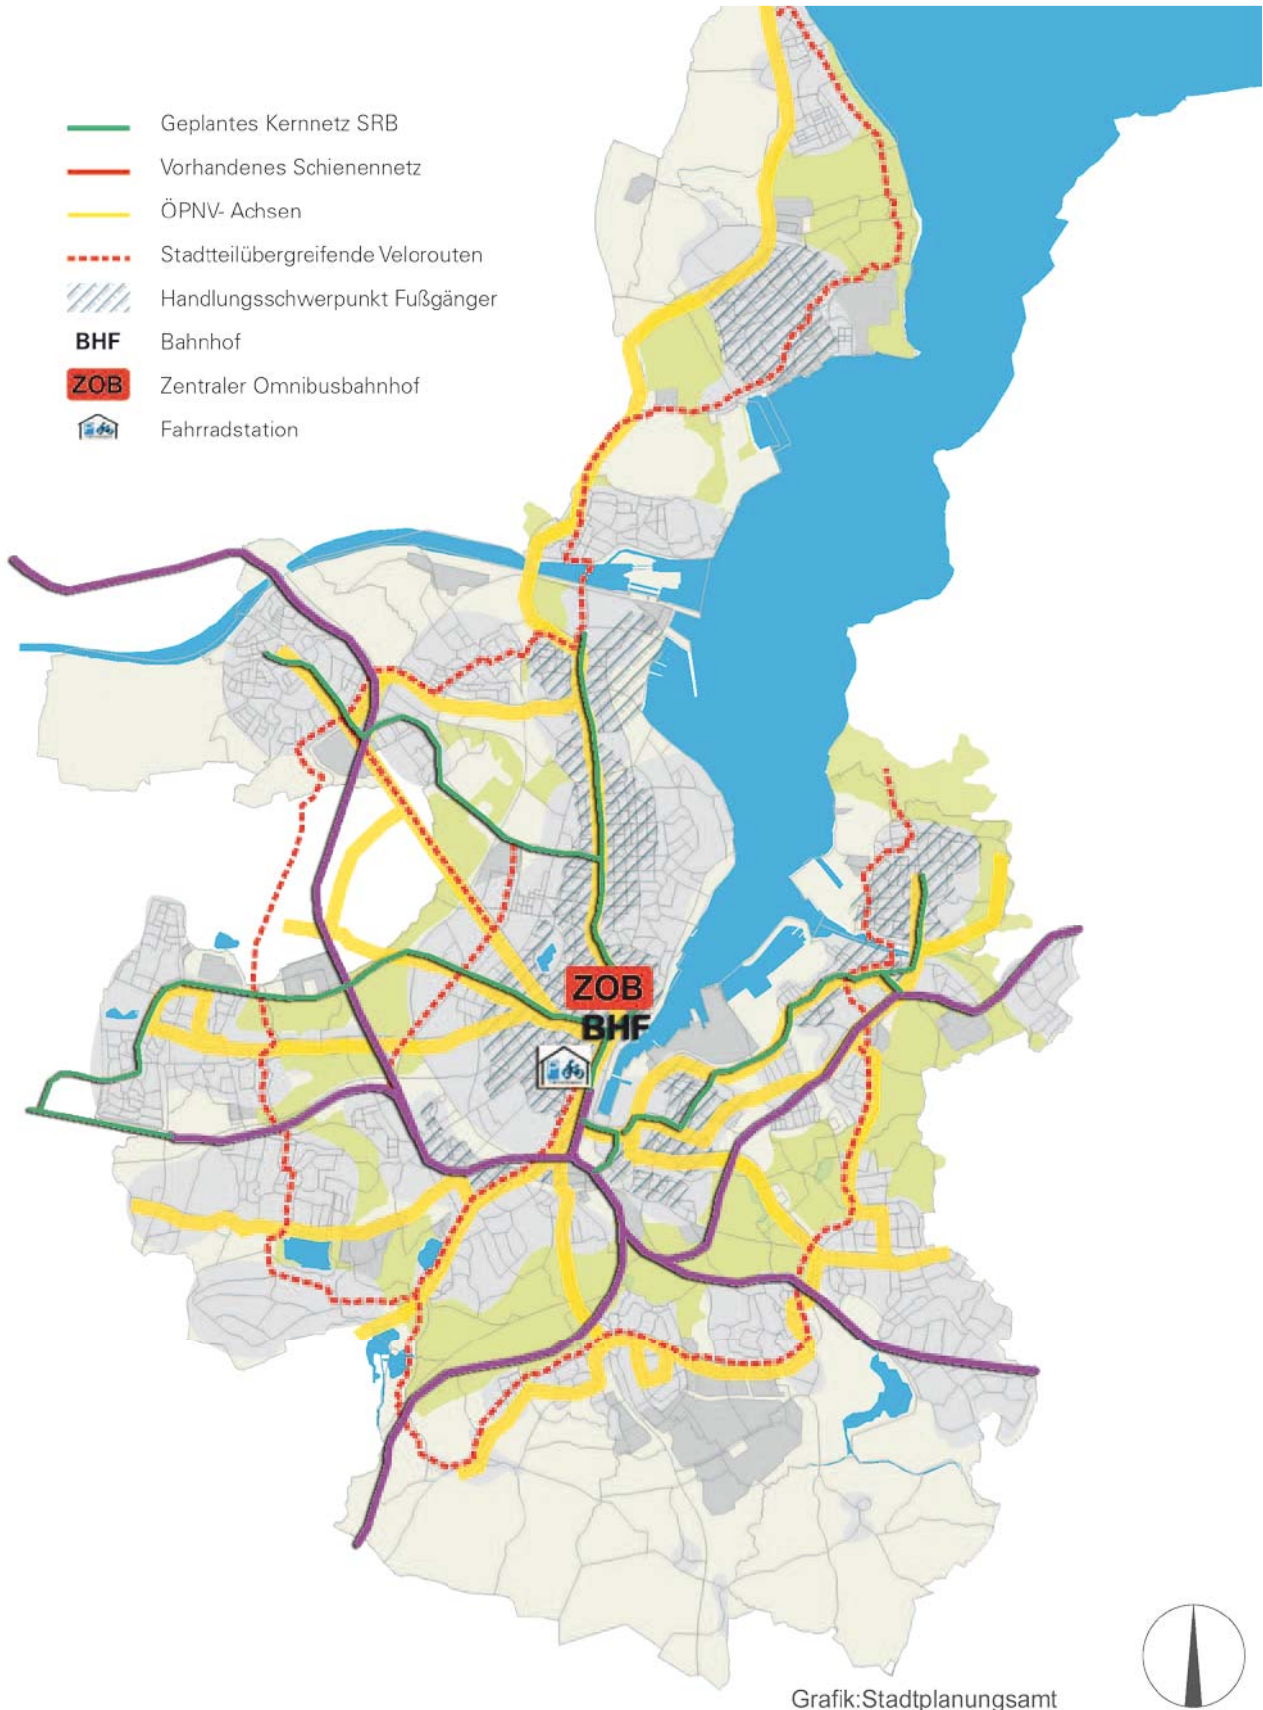 Geplantes Kernnetz SRB
Vorhandenes Schienennetz
ÖPNV- Achsen
Stadtteilübergreifende Velorouten
Handlungsschwerpunkt Fußgänger
BHF Bahnhof
ZOB Zentraler Omnibusbahnhof
Fahrradstation
ZOB
BHF
Grafik:Stadtplanungsamt